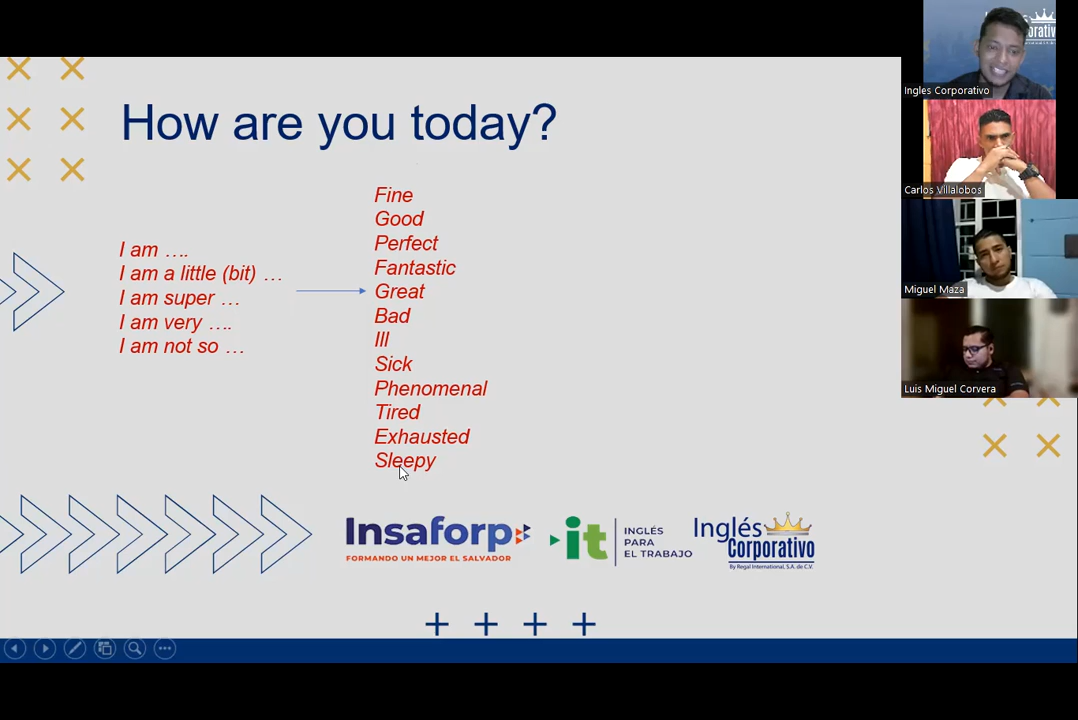 How are you today?
I am ….
I am a little (bit) …
I am super …
I am very ….
I am not so …
Fine
Good
Perfect
Fantastic
Great
Bad
Ill
Sick
Phenomenal
Tired
Exhausted
Sleepy
Insaforp
FORMANDO UN MEJOR EL SALVADOR
it
INGLÉS
PARA
EL TRABAJO
Inglés
Corporativo
By Regal International, S.A. de C.V.
Ingles Corporativo
Carlos Villalobos
Miguel Maza
Luis Miguel Corvera